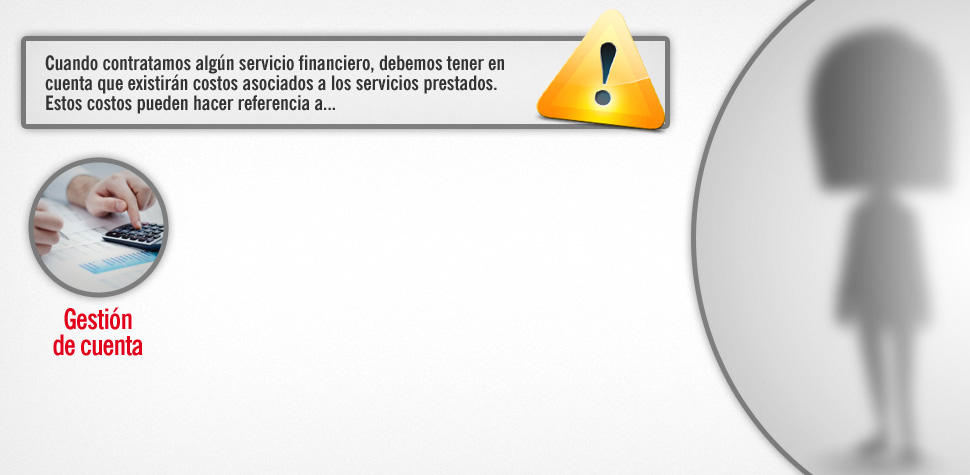 Cuando contratamos algún servicio financiero, debemos tener en
cuenta que existirán costos asociados a los servicios prestados.
Estos costos pueden hacer referencia a...
Gestión
de cuenta